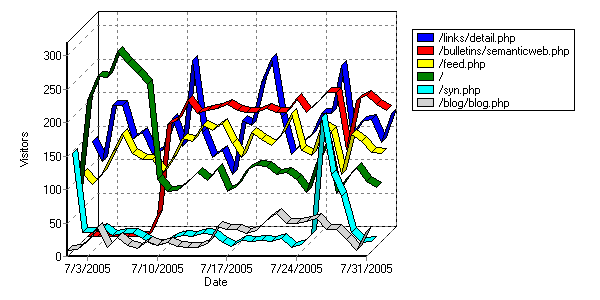 300
250
200
150
100
50
0
Visitors
7/3/2005 7/10/2005 7/17/2005 7/24/2005 7/31/2005
Date
/links/detail.php
/bulletins/semanticweb.php
/feed.php
/
/syn.php
/blog/blog.php